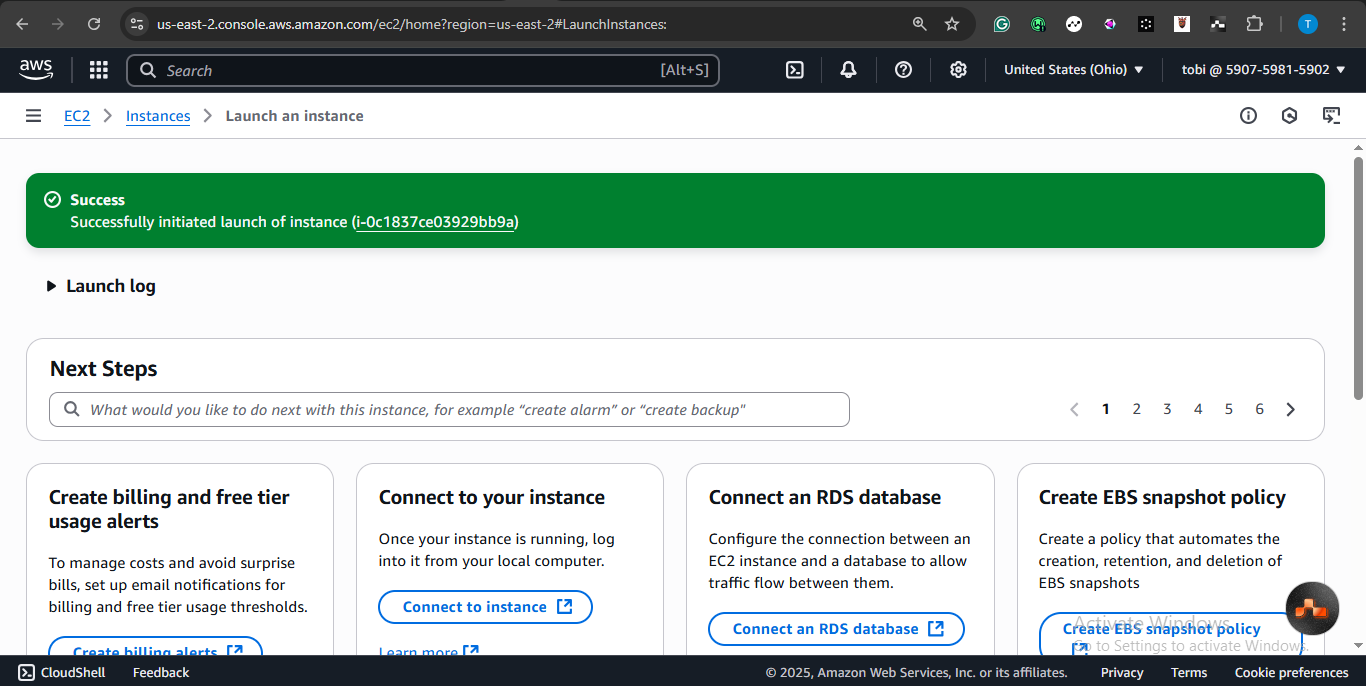 us-east-2.console.aws.amazon.com/ec2/home?region=us-east-2#LaunchInstances:
T
aws
Search
[Alt+S]
United States (Ohio)
tobi @ 5907-5981-5902
EC2
Instances
Launch an instance
Success
Successfully initiated launch of instance (i-0c1837ce03929bb9a)
Launch log
Next Steps
What would you like to do next with this instance, for example “create alarm” or “create backup"
1 2 3 4 5 6
Create billing and free tier
usage alerts
To manage costs and avoid surprise
bills, set up email notifications for
billing and free tier usage thresholds.
Create billing alerts
Connect to your instance
Once your instance is running, log
into it from your local computer.
Connect to instance
Learn more
Connect an RDS database
Configure the connection between an
EC2 instance and a database to allow
traffic flow between them.
Connect an RDS database
Create EBS snapshot policy
Create a policy that automates the
creation, retention, and deletion of
EBS snapshots
Create EBS snapshot policy
Activate Windows
Go to Settings to activate Windows.
CloudShell
Feedback
© 2025, Amazon Web Services, Inc. or its affiliates.
Privacy
Terms
Cookie preferences